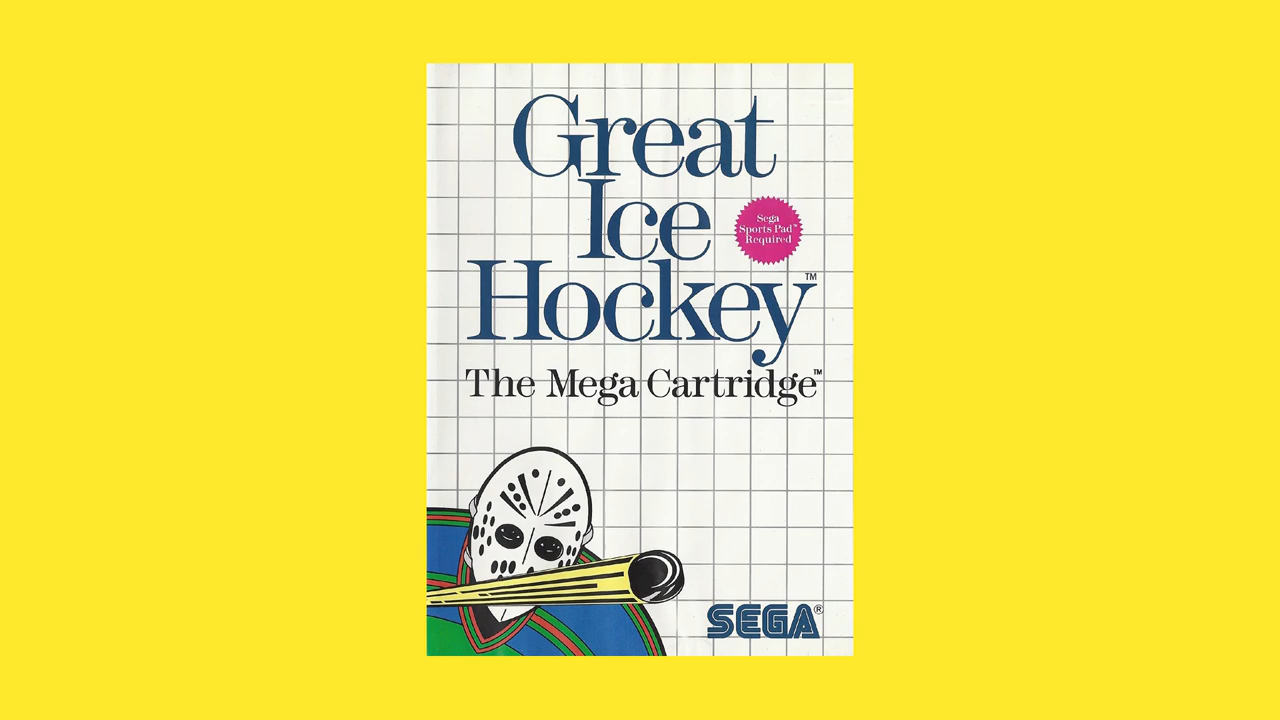 Great
Ice
Sega
Sports Pad™
Required
Hockey™
The Mega Cartridge™
SEGA®